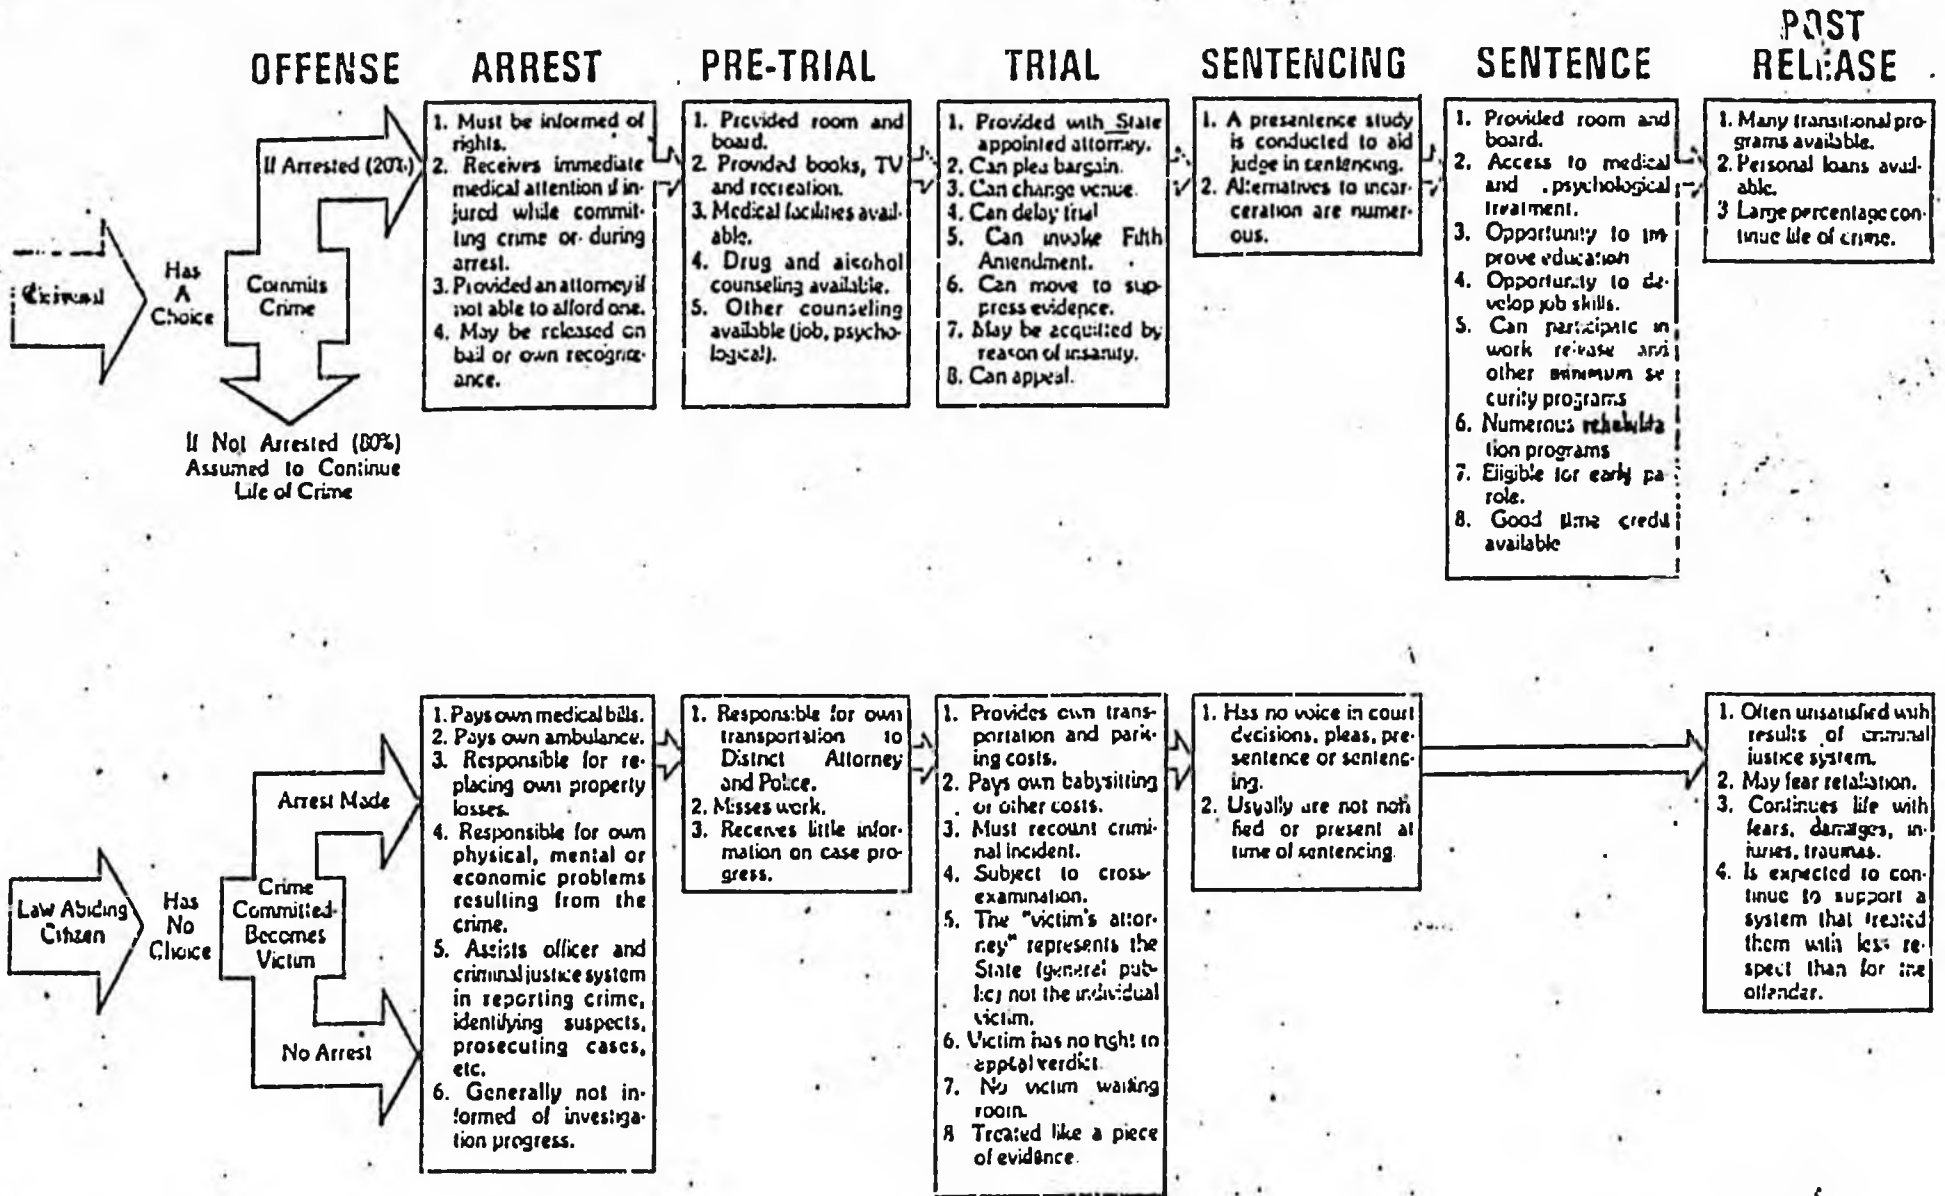 POST
OFFENSE ARREST PRE-TRIAL TRIAL SENTENCING SENTENCE RELEASE
Criminal
Has
A
Choice
Commits
Crime
If Arrested (20%)
If Not Arrested (80%)
Assumed to Continue
Life of Crime
1. Must be informed of
rights.
2. Receives immediate
medical attention if in-
jured while commit-
ting crime or during
arrest.
3. Provided an attorney if
not able to afford one.
4. May be released on
bail or own recogniz-
ance.
1. Provided room and
board.
2. Provided books, TV
and recreation.
3. Medical facilities avail-
able.
4. Drug and alcohol
counseling available.
5. Other counseling
available (job, psycho-
logical).
1. Provided with State
appointed attorney.
2. Can plea bargain.
3. Can change venue.
4. Can delay trial
5. Can invoke Fifth
Amendment.
6. Can move to sup-
press evidence.
7. May be acquitted by
reason of insanity.
8. Can appeal.
1. A presentence study
is conducted to aid
judge in sentencing.
2. Alternatives to incar-
ceration are numer-
ous.
1. Provided room and
board.
2. Access to medical
and psychological
treatment.
3. Opportunity to im
prove education
4. Opportunity to de-
velop job skills.
5. Can participate in
work release and
other minimum se
curity programs
6. Numerous rehabilita
tion programs
7. Eligible for early pa-
role.
8. Good time credit
available
1. Many transitional pro-
grams available.
2. Personal loans avail-
able.
3 Large percentage con-
tinue life of crime.
Law Abiding
Citizen
Has
No
Choice
Crime
Committed-
Becomes
Victim
Arrest Made
No Arrest
1. Pays own medical bills.
2. Pays own ambulance.
3. Responsible for re-
placing own property
losses.
4. Responsible for own
physical, mental or
economic problems
resulting from the
crime.
5. Assists officer and
criminal justice system
in reporting crime,
identifying suspects,
prosecuting cases,
etc.
6. Generally not in-
formed of investiga-
tion progress.
1. Responsible for own
transportation to
District Attorney
and Police.
2. Misses work.
3. Receives little infor-
mation on case pro-
gress.
1. Provides own trans-
portation and park-
ing costs.
2. Pays own babysitting
or other costs.
3. Must recount crimi-
nal incident.
4. Subject to cross-
examination.
5. The "victim's attor-
ney" represents the
State (general pub-
lic) not the individual
victim.
6. Victim has no right to
appeal verdict.
7. No victim waiting
room.
8 Treated like a piece
of evidence.
1. Has no voice in court
decisions, pleas, pre-
sentence or sentenc-
ing.
2. Usually are not noti
fied or present at
time of sentencing.
1. Often unsatisfied with
results of criminal
justice system.
2. May fear retaliation.
3. Continues life with
fears, damages, in-
juries, traumas.
4. Is expected to con-
tinue to support a
system that treated
them with less re-
spect than for the
offender.